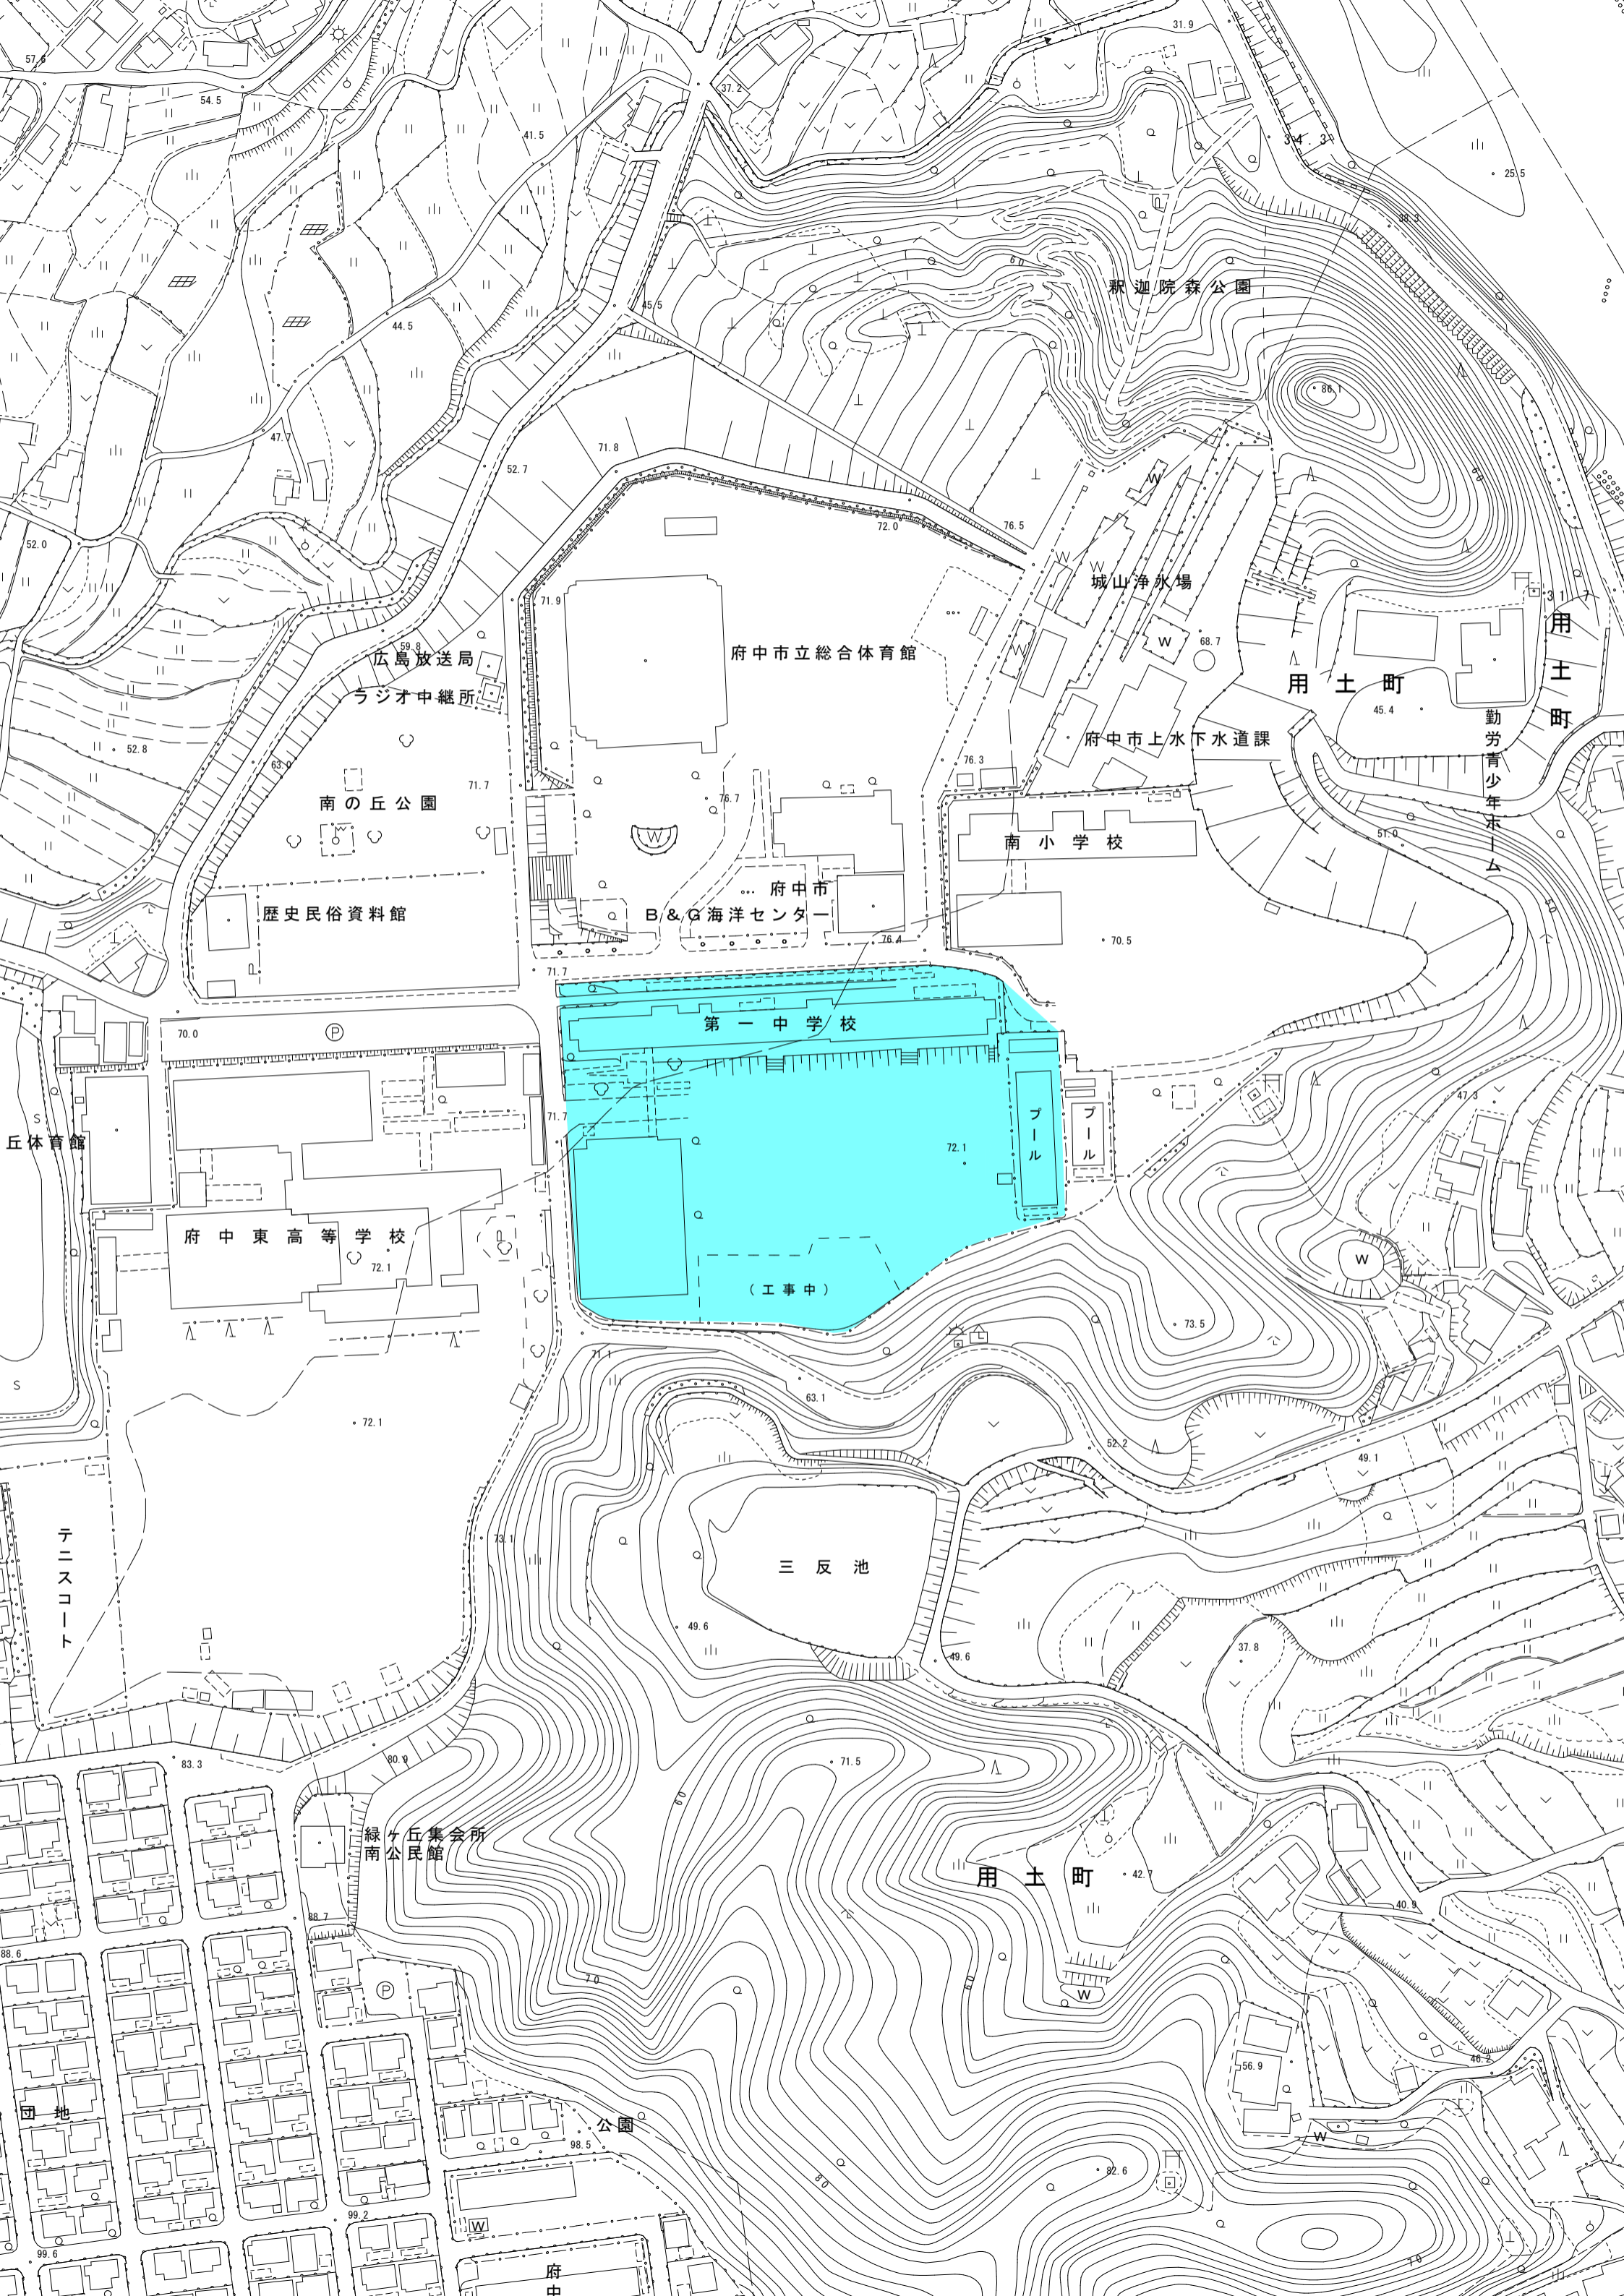 31.9
57.6
54.5
37.2
41.5
34.3
25.5
38.3
60
釈迦院森公園
45.5
44.5
86.1
47.7
71.8
52.7
60
72.0
76.5
52.0
W
W
W
城山浄水場
71.9
59.8
広島放送局
ラジオ中継所
府中市立総合体育館
W
W
68.7
31.7
用土町
用土町
45.4
52.8
63.0
府中市上水下水道課
勤労青少年ホーム
76.3
71.7
南の丘公園
76.7
W
南小学校
51.0
府中市
B&G海洋センター
歴史民俗資料館
50
76.4
70.5
71.7
70.0
P
第一中学校
S
丘体育館
71.7
72.1
プール
プール
47.3
府中東高等学校
72.1
W
(工事中)
73.5
71.1
63.1
S
72.1
52.2
49.1
テニスコート
73.1
三反池
49.6
49.6
37.8
83.3
80.9
71.5
60
緑ヶ丘集会所
南公民館
用土町
42.7
88.7
40.9
88.6
70
60
P
W
56.9
46.2
団地
公園
98.5
W
80
82.6
99.2
W
99.6
70
府中